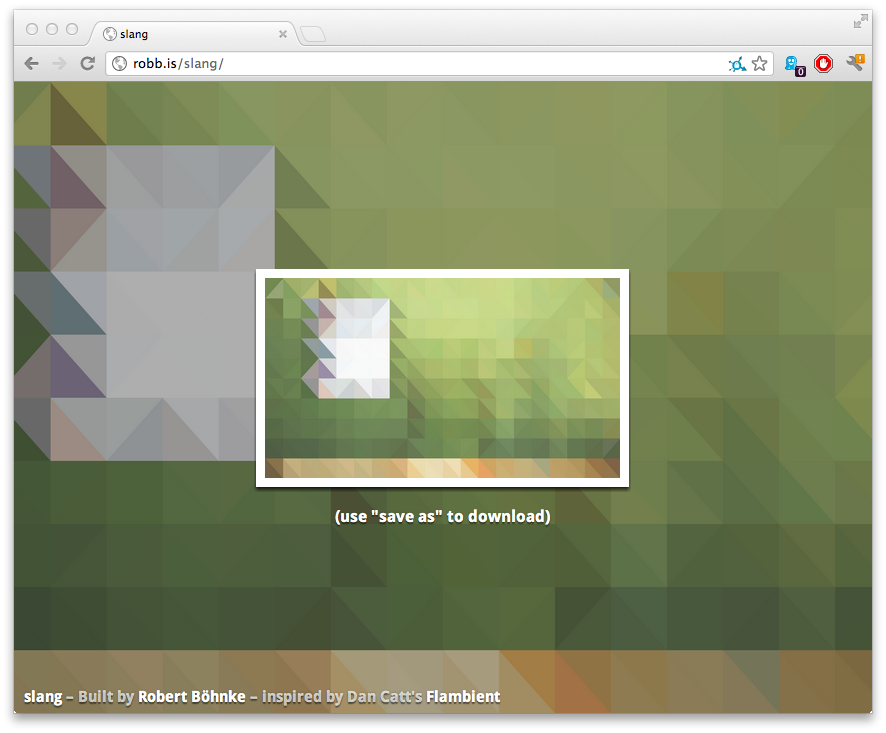 slang
robb.is/slang/
0
(use "save as" to download)
slang – Built by Robert Böhnke – inspired by Dan Catt's Flambient